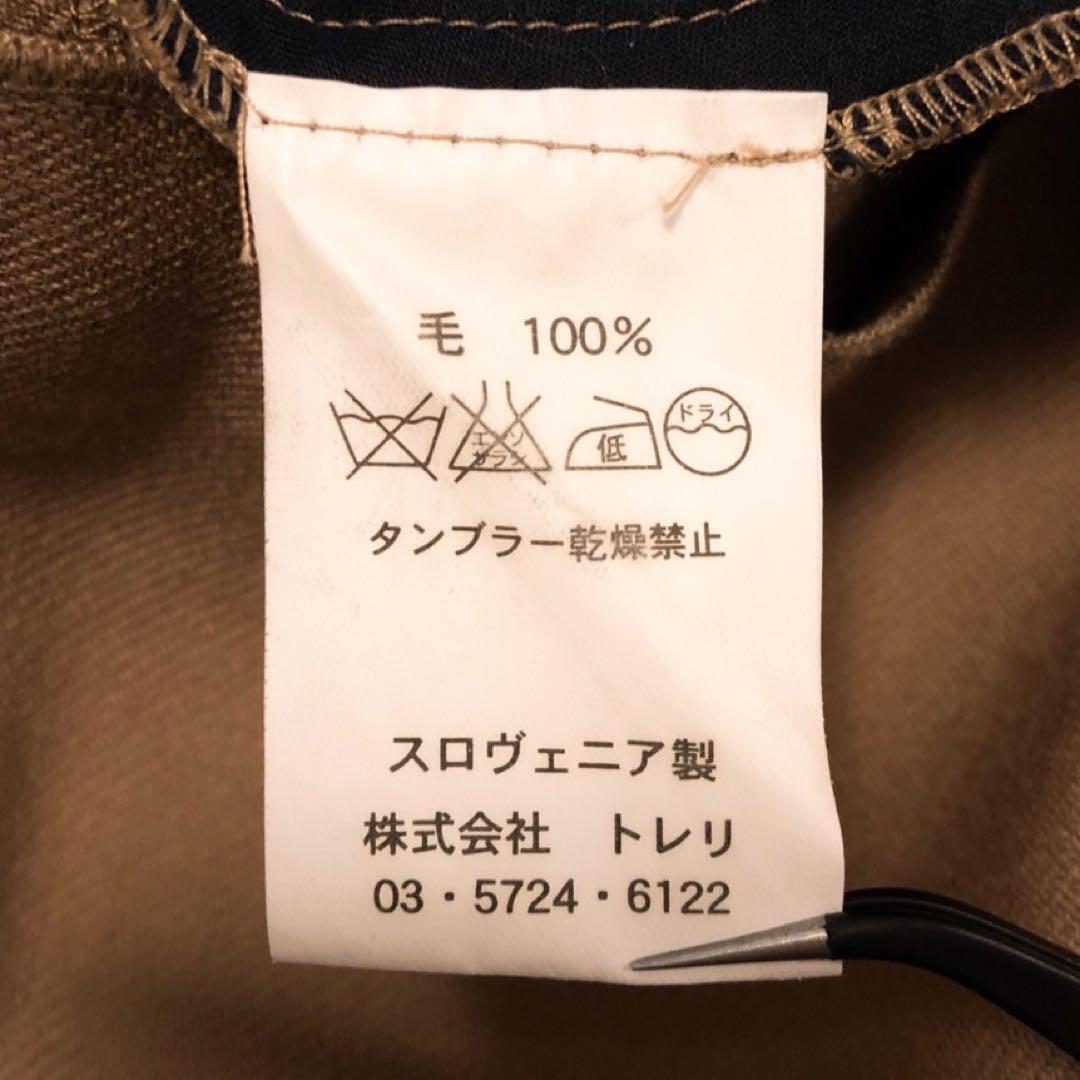 毛　100%
エンソ サラシ 低 ドライ
タンブラー乾燥禁止
スロヴェニア製
株式会社　トレリ
03・5724・6122